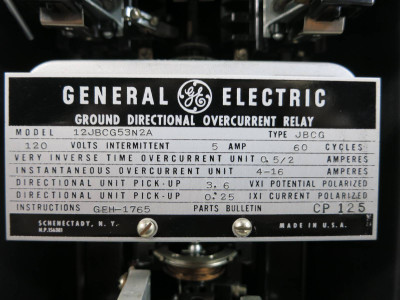 GENERAL GE ELECTRIC
GROUND DIRECTIONAL OVERCURRENT RELAY
MODEL 12JBCG53N2A TYPE JBCG
120 VOLTS INTERMITTENT 5 AMP 60 CYCLES
VERY INVERSE TIME OVERCURRENT UNIT 0.5/2 AMPERES
INSTANTANEOUS OVERCURRENT UNIT 4-16 AMPERES
DIRECTIONAL UNIT PICK-UP 3.6 VXI POTENTIAL POLARIZED
DIRECTIONAL UNIT PICK-UP 0.25 IXI CURRENT POLARIZED
INSTRUCTIONS GEH-1765 PARTS BULLETIN CP 125
SCHENECTADY, N. Y. MADE IN U.S.A.
N.P.